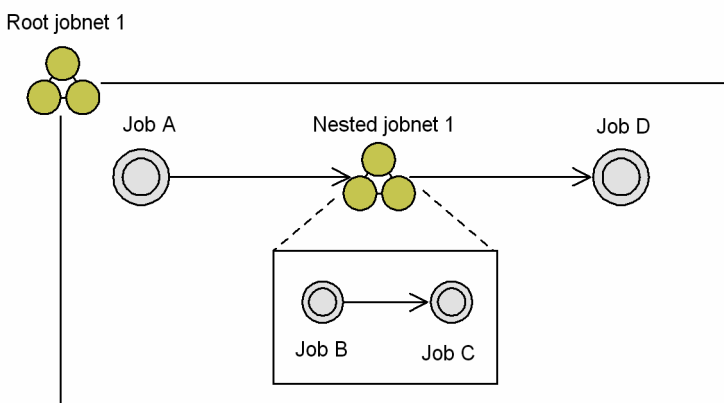 Root jobnet 1
Job A
Nested jobnet 1
Job D
Job B
Job C